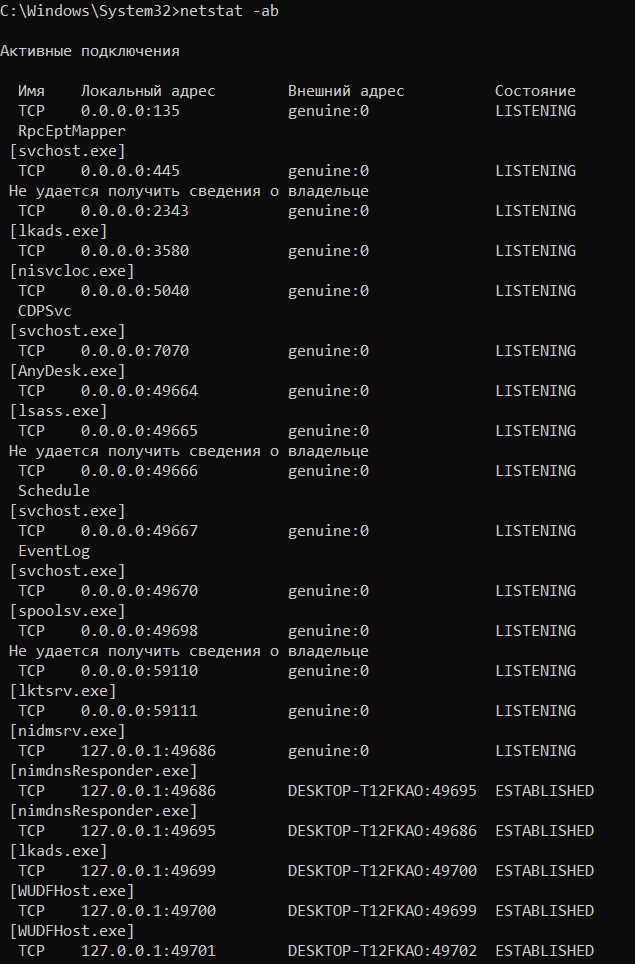 C:\Windows\System32>netstat -ab
Активные подключения
Имя Локальный адрес Внешний адрес Состояние
TCP 0.0.0.0:135 genuine:0 LISTENING
RpcEptMapper
[svchost.exe]
TCP 0.0.0.0:445 genuine:0 LISTENING
Не удается получить сведения о владельце
TCP 0.0.0.0:2343 genuine:0 LISTENING
[lkads.exe]
TCP 0.0.0.0:3580 genuine:0 LISTENING
[nisvcloc.exe]
TCP 0.0.0.0:5040 genuine:0 LISTENING
CDPSvc
[svchost.exe]
TCP 0.0.0.0:7070 genuine:0 LISTENING
[AnyDesk.exe]
TCP 0.0.0.0:49664 genuine:0 LISTENING
[lsass.exe]
TCP 0.0.0.0:49665 genuine:0 LISTENING
Не удается получить сведения о владельце
TCP 0.0.0.0:49666 genuine:0 LISTENING
Schedule
[svchost.exe]
TCP 0.0.0.0:49667 genuine:0 LISTENING
EventLog
[svchost.exe]
TCP 0.0.0.0:49670 genuine:0 LISTENING
[spoolsv.exe]
TCP 0.0.0.0:49698 genuine:0 LISTENING
Не удается получить сведения о владельце
TCP 0.0.0.0:59110 genuine:0 LISTENING
[lktsrv.exe]
TCP 0.0.0.0:59111 genuine:0 LISTENING
[nidmsrv.exe]
TCP 127.0.0.1:49686 genuine:0 LISTENING
[nimdnsResponder.exe]
TCP 127.0.0.1:49686 DESKTOP-T12FKAO:49695 ESTABLISHED
[nimdnsResponder.exe]
TCP 127.0.0.1:49695 DESKTOP-T12FKAO:49686 ESTABLISHED
[lkads.exe]
TCP 127.0.0.1:49699 DESKTOP-T12FKAO:49700 ESTABLISHED
[WUDFHost.exe]
TCP 127.0.0.1:49700 DESKTOP-T12FKAO:49699 ESTABLISHED
[WUDFHost.exe]
TCP 127.0.0.1:49701 DESKTOP-T12FKAO:49702 ESTABLISHED